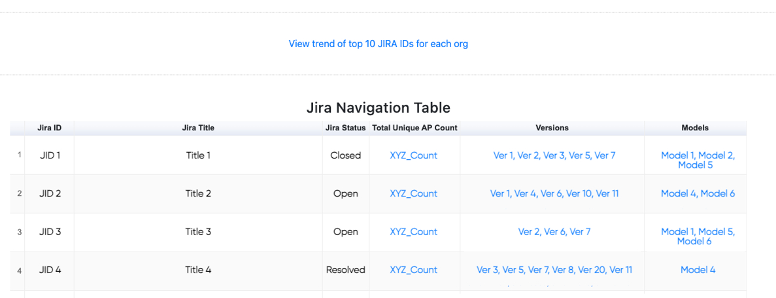 View trend of top 10 JIRA IDs for each org
Jira Navigation Table
Jira ID Jira Title Jira Status Total Unique AP Count Versions Models
1 JID 1 Title 1 Closed XYZ_Count Ver 1, Ver 2, Ver 3, Ver 5, Ver 7 Model 1, Model 2,
Model 5
2 JID 2 Title 2 Open XYZ_Count Ver 1, Ver 4, Ver 6, Ver 10, Ver 11 Model 4, Model 6
3 JID 3 Title 3 Open XYZ_Count Ver 2, Ver 6, Ver 7 Model 1, Model 5,
Model 6
4 JID 4 Title 4 Resolved XYZ_Count Ver 3, Ver 5, Ver 7, Ver 8, Ver 20, Ver 11 Model 4